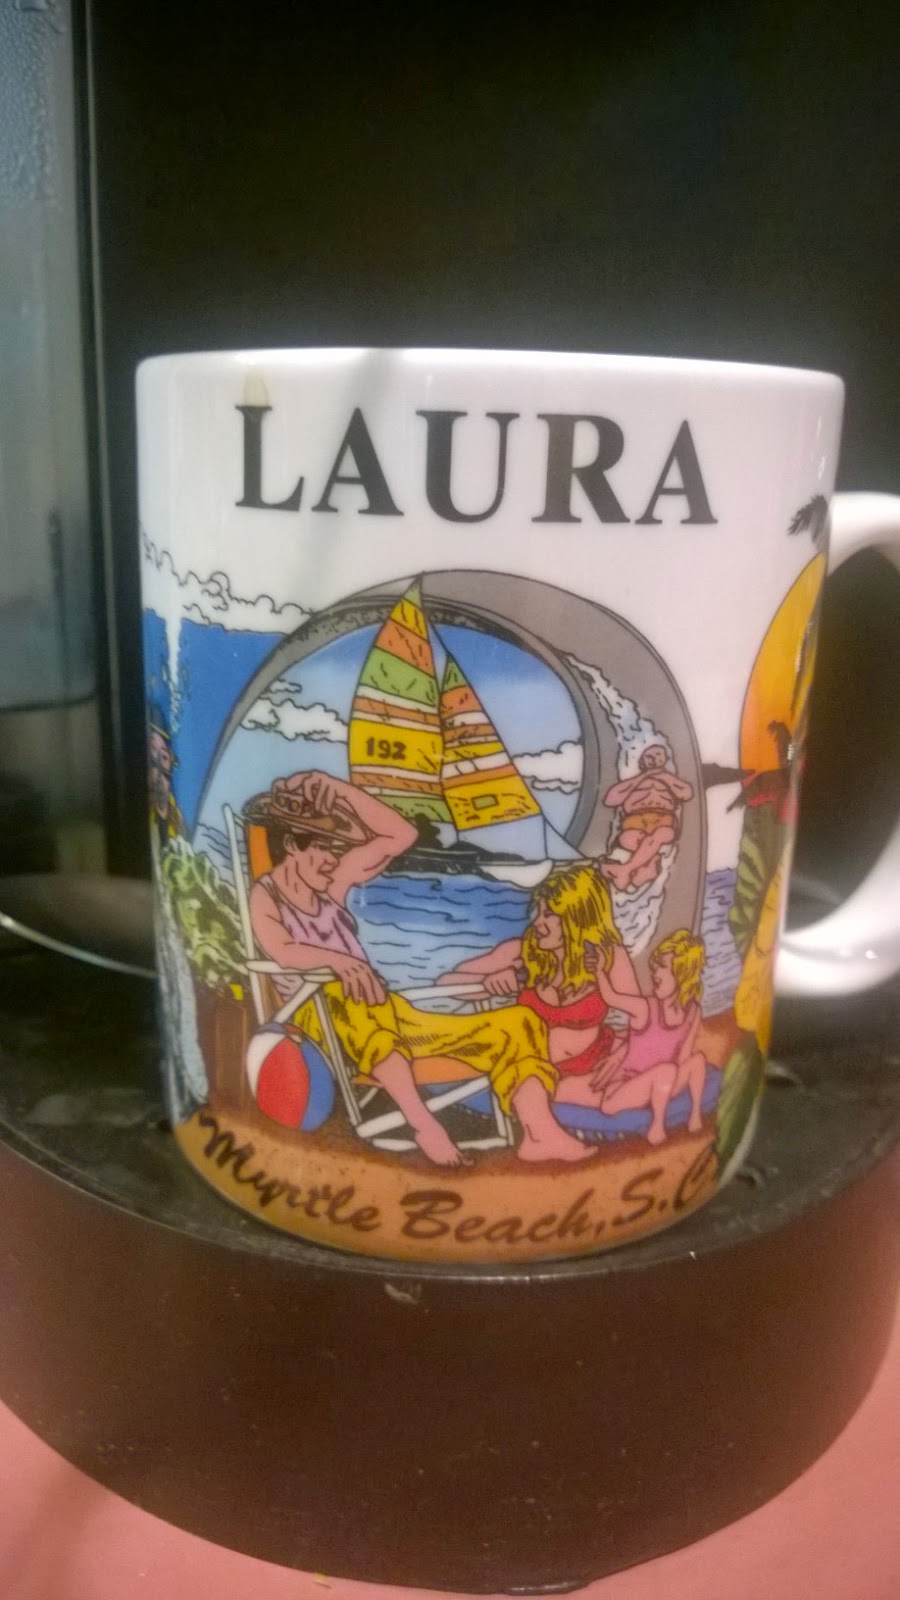 LAURA
192
Myrtle Beach, S.C.